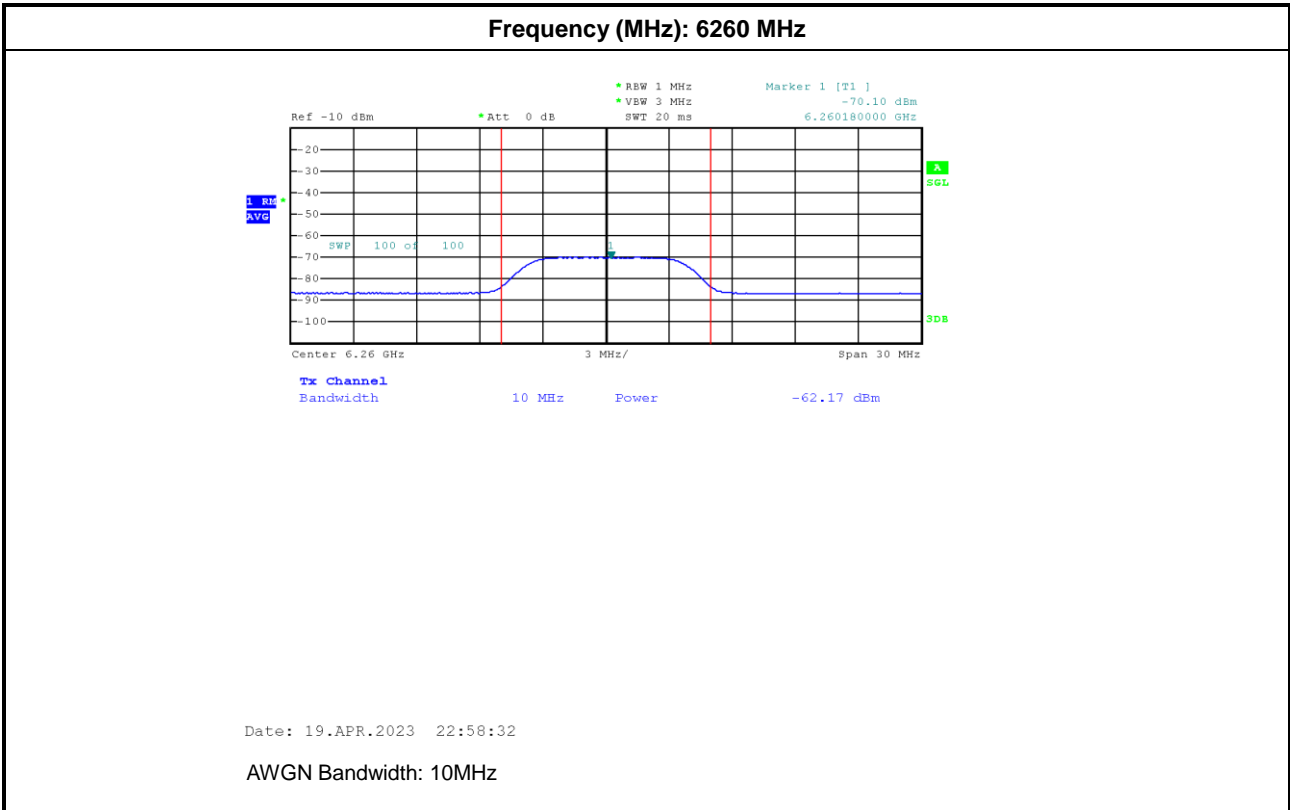 Frequency (MHz): 6260 MHz
* RBW 1 MHz Marker 1 [T1 ]
* VBW 3 MHz -70.10 dBm
Ref -10 dBm * Att 0 dB SWT 20 ms 6.260180000 GHz
-20
-30
-40
-50
-60
-70
-80
-90
-100
A
SGL
1 RM *
AVG
SWP 100 of 100
1
3DB
Center 6.26 GHz 3 MHz/ Span 30 MHz
Tx Channel
Bandwidth 10 MHz Power -62.17 dBm
Date: 19.APR.2023 22:58:32
AWGN Bandwidth: 10MHz